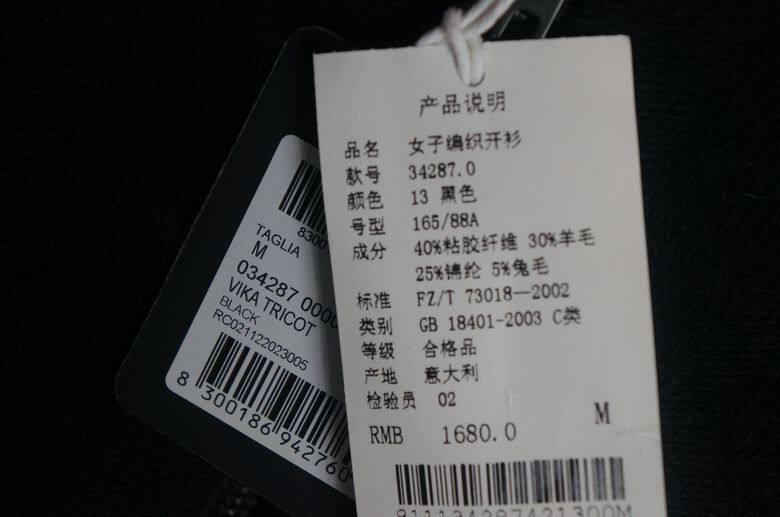 产品说明
品名 女子编织开衫
款号 34287.0
颜色 13 黑色
号型 165/88A
成分 40%粘胶纤维 30%羊毛
25%锦纶 5%兔毛
标准 FZ/T 73018—2002
类别 GB 18401-2003 C类
等级 合格品
产地 意大利
检验员 02
RMB 1680.0 M
8300
TAGLIA
M
034287 0000
VIKA TRICOT
BLACK
RC021122023005
8 300186 942760